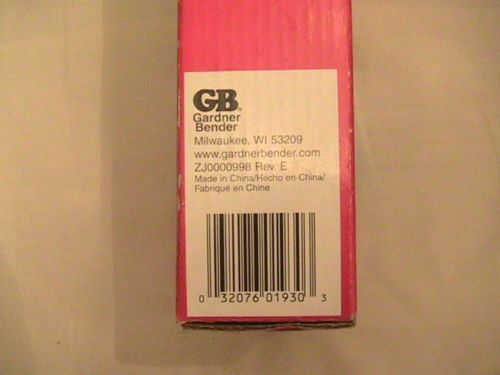 GB®
Gardner
Bender
Milwaukee, WI 53209
www.gardnerbender.com
ZJ0000998 Rev. E
Made in China/Hecho en China/
Fabriqué en Chine
0 32076 01930 3